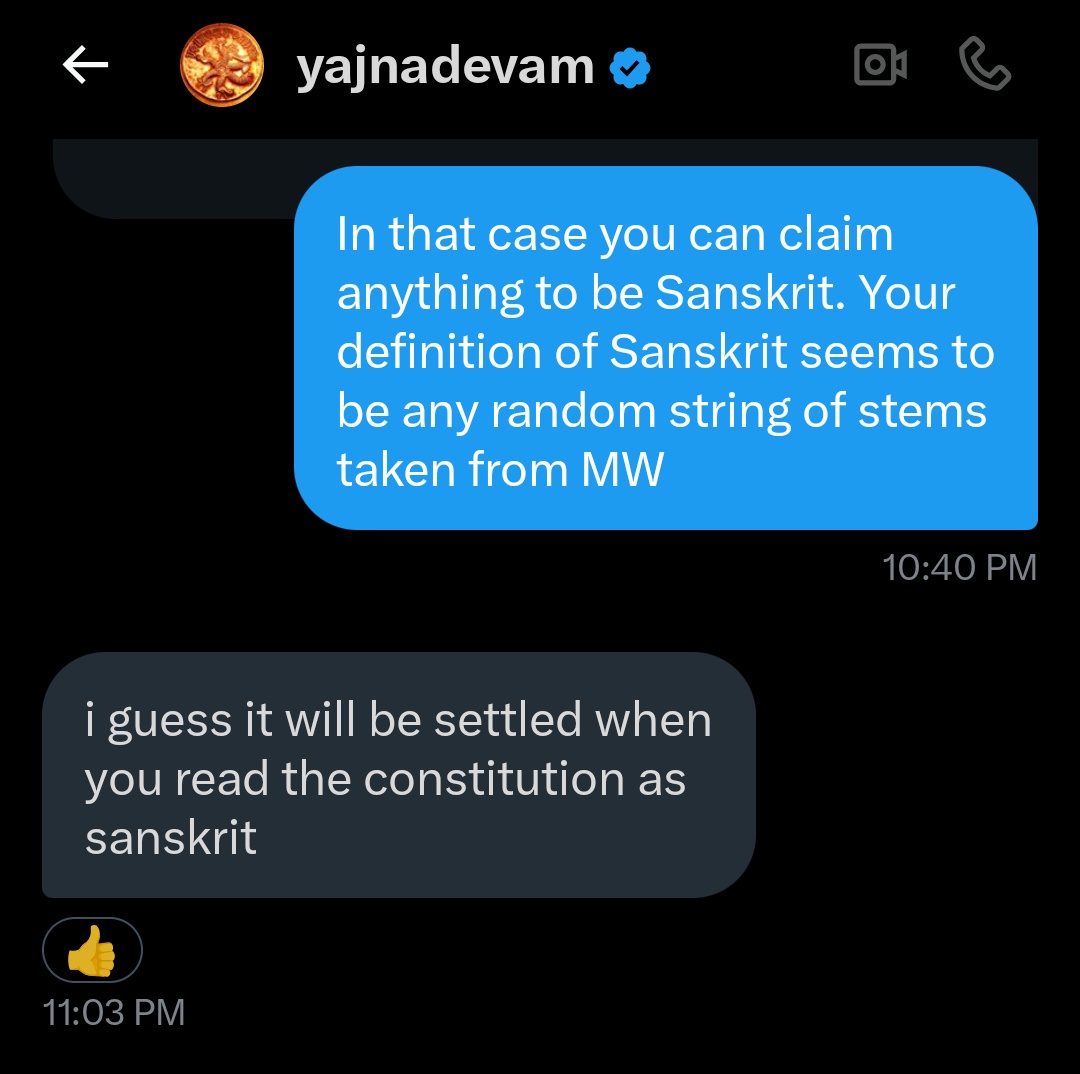 yajnadevam
In that case you can claim
anything to be Sanskrit. Your
definition of Sanskrit seems to
be any random string of stems
taken from MW
10:40 PM
i guess it will be settled when
you read the constitution as
sanskrit
👍
11:03 PM